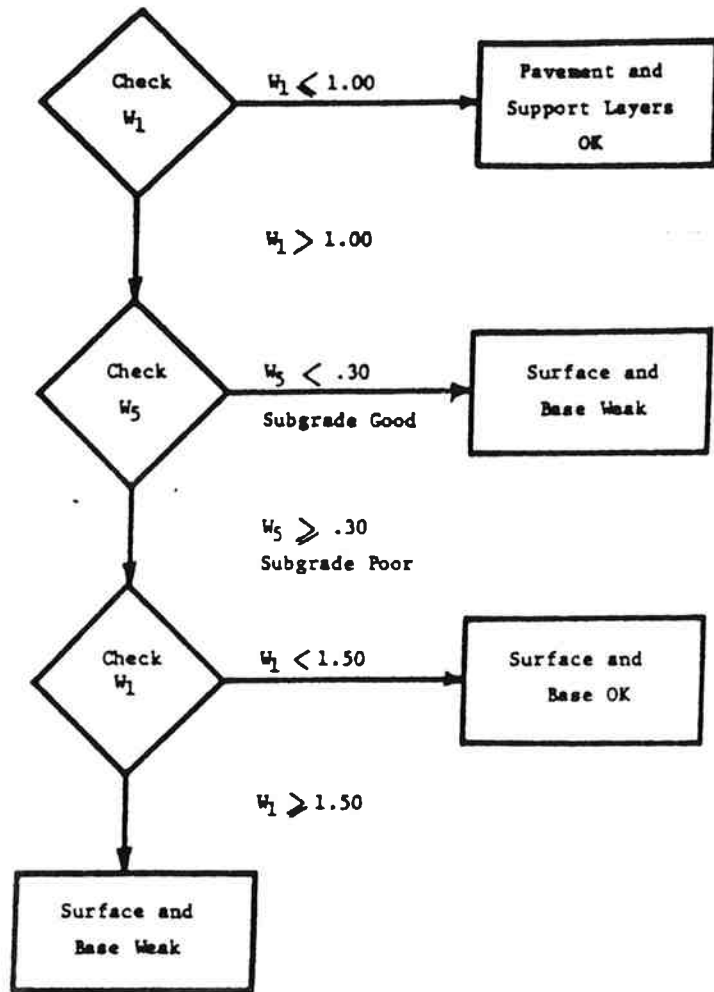 Check
W1
W1 ⩽ 1.00
Pavement and
Support Layers
OK
W1 > 1.00
Check
W5
W5 < .30
Subgrade Good
Surface and
Base Weak
W5 ⩾ .30
Subgrade Poor
Check
W1
W1 < 1.50
Surface and
Base OK
W1 ⩾ 1.50
Surface and
Base Weak